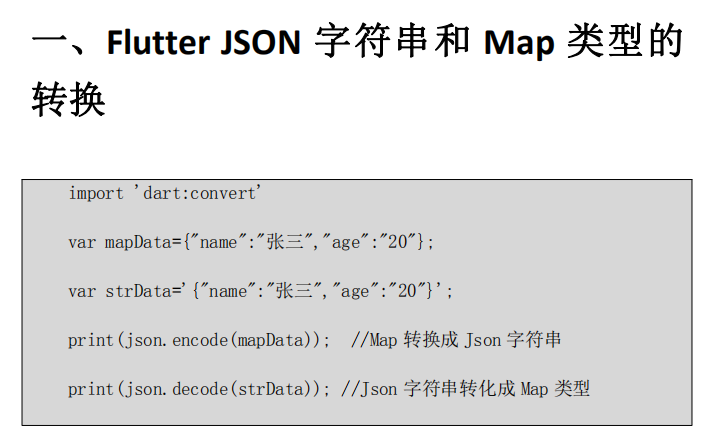 一、Flutter JSON 字符串和 Map 类型的
转换
import 'dart:convert'
var mapData={"name":"张三","age":"20"};
var strData='{"name":"张三","age":"20"}';
print(json.encode(mapData)); //Map 转换成 Json 字符串
print(json.decode(strData)); //Json 字符串转化成 Map 类型